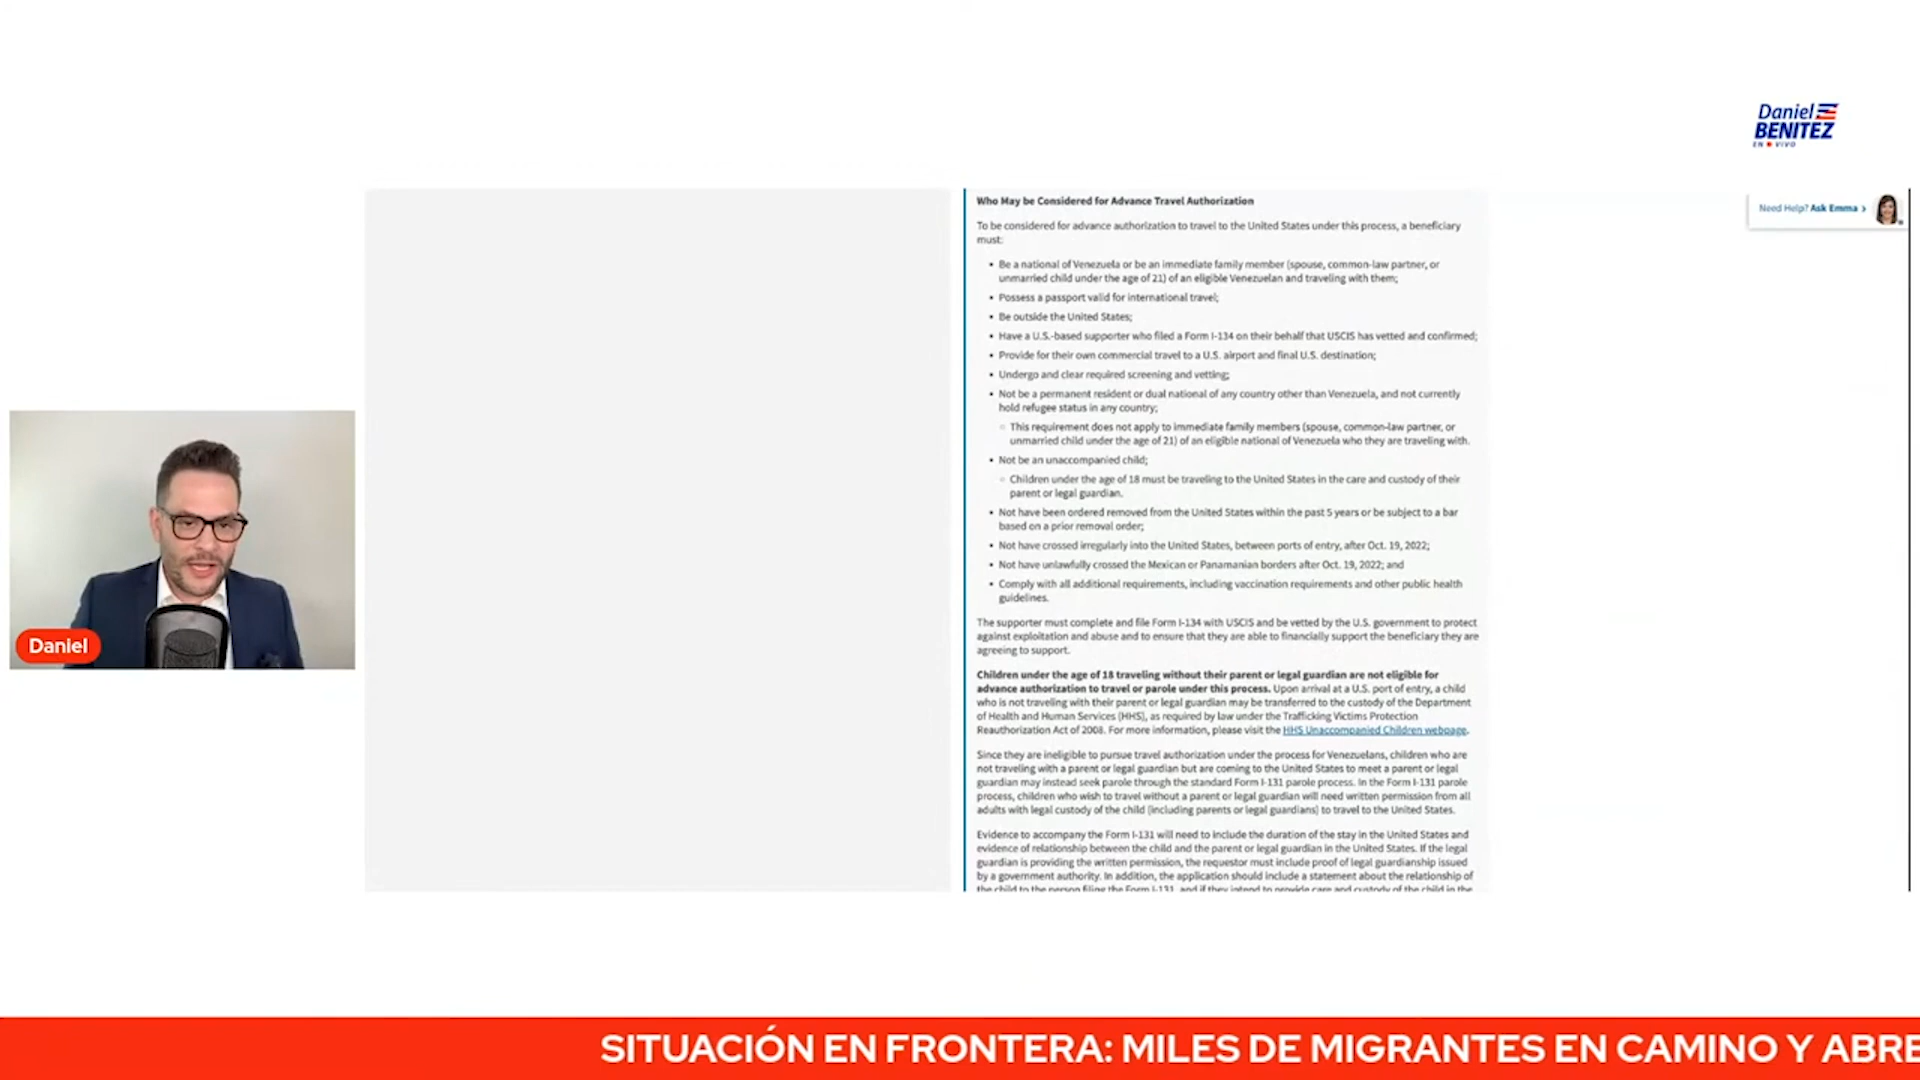 Daniel
BENITEZ
EN VIVO
Need Help? Ask Emma
Who May be Considered for Advance Travel Authorization
To be considered for advance authorization to travel to the United States under this process, a beneficiary
must:
▪ Be a national of Venezuela or be an immediate family member (spouse, common-law partner, or
unmarried child under the age of 21) of an eligible Venezuelan and traveling with them;
▪ Possess a passport valid for international travel;
▪ Be outside the United States;
▪ Have a U.S.-based supporter who filed a Form I-134 on their behalf that USCIS has vetted and confirmed;
▪ Provide for their own commercial travel to a U.S. airport and final U.S. destination;
▪ Undergo and clear required screening and vetting;
▪ Not be a permanent resident or dual national of any country other than Venezuela, and not currently
hold refugee status in any country;
▫ This requirement does not apply to immediate family members (spouse, common-law partner, or
unmarried child under the age of 21) of an eligible national of Venezuela who they are traveling with.
▪ Not be an unaccompanied child;
▫ Children under the age of 18 must be traveling to the United States in the care and custody of their
parent or legal guardian.
▪ Not have been ordered removed from the United States within the past 5 years or be subject to a bar
based on a prior removal order;
▪ Not have crossed irregularly into the United States, between ports of entry, after Oct. 19, 2022;
▪ Not have unlawfully crossed the Mexican or Panamanian borders after Oct. 19, 2022; and
▪ Comply with all additional requirements, including vaccination requirements and other public health
guidelines.
The supporter must complete and file Form I-134 with USCIS and be vetted by the U.S. government to protect
against exploitation and abuse and to ensure that they are able to financially support the beneficiary they are
agreeing to support.
Children under the age of 18 traveling without their parent or legal guardian are not eligible for
advance authorization to travel or parole under this process. Upon arrival at a U.S. port of entry, a child
who is not traveling with their parent or legal guardian may be transferred to the custody of the Department
of Health and Human Services (HHS), as required by law under the Trafficking Victims Protection
Reauthorization Act of 2008. For more information, please visit the HHS Unaccompanied Children webpage.
Since they are ineligible to pursue travel authorization under the process for Venezuelans, children who are
not traveling with a parent or legal guardian but are coming to the United States to meet a parent or legal
guardian may instead seek parole through the standard Form I-131 parole process. In the Form I-131 parole
process, children who wish to travel without a parent or legal guardian will need written permission from all
adults with legal custody of the child (including parents or legal guardians) to travel to the United States.
Evidence to accompany the Form I-131 will need to include the duration of the stay in the United States and
evidence of relationship between the child and the parent or legal guardian in the United States. If the legal
guardian is providing the written permission, the requestor must include proof of legal guardianship issued
by a government authority. In addition, the application should include a statement about the relationship of
the child to the person filing the Form I-131, and if they intend to provide care and custody of the child in the
Daniel
SITUACIÓN EN FRONTERA: MILES DE MIGRANTES EN CAMINO Y ABRE